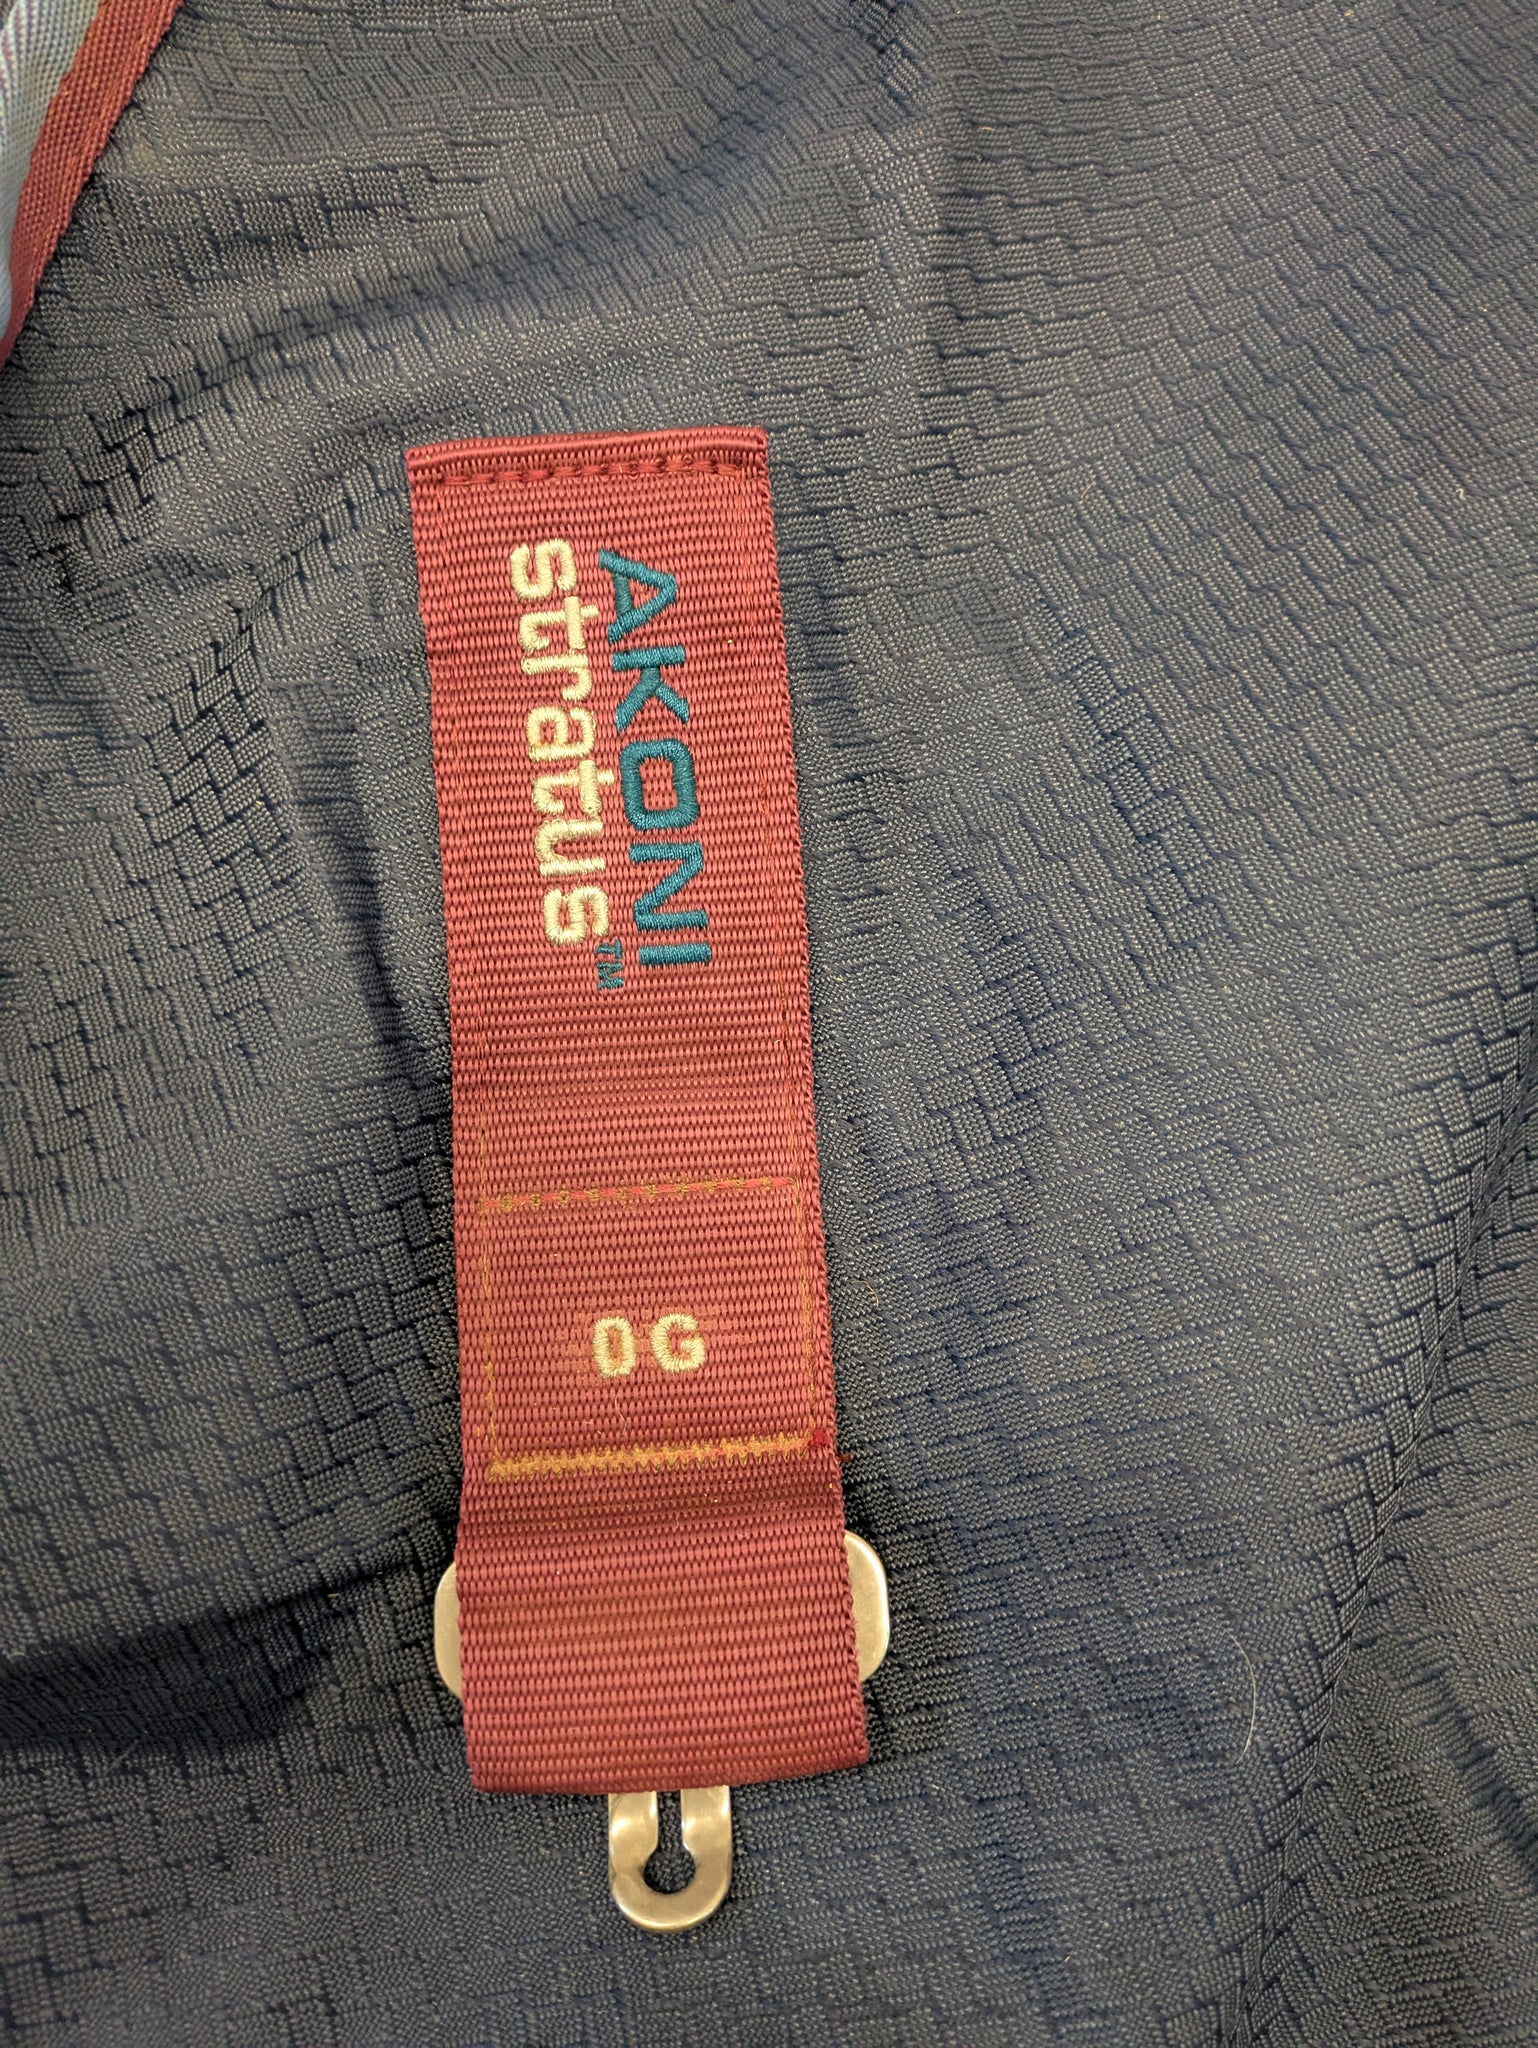 AKONI
stratus™
0G